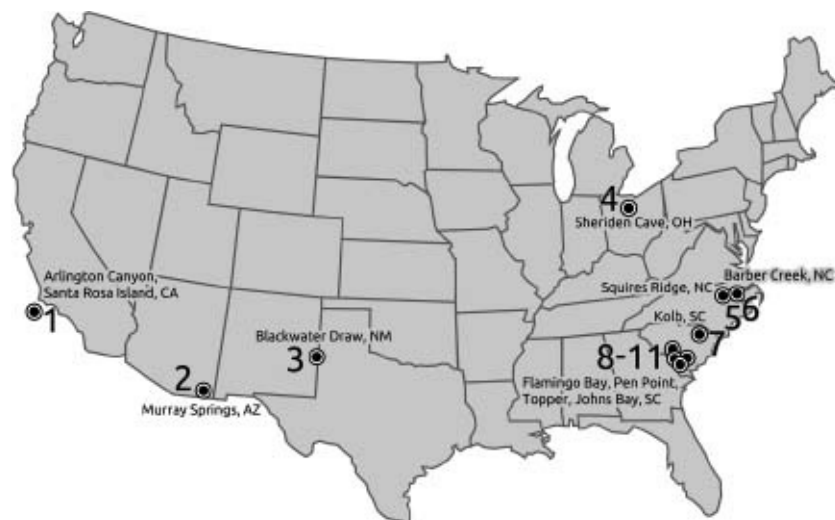 4
Sheriden Cave, OH
Arlington Canyon,
Santa Rosa Island, CA
1
Barber Creek, NC
Squires Ridge, NC
5 6
Kolb, SC
7
Blackwater Draw, NM
3
8-11
Flamingo Bay, Pen Point,
Topper, Johns Bay, SC
2
Murray Springs, AZ